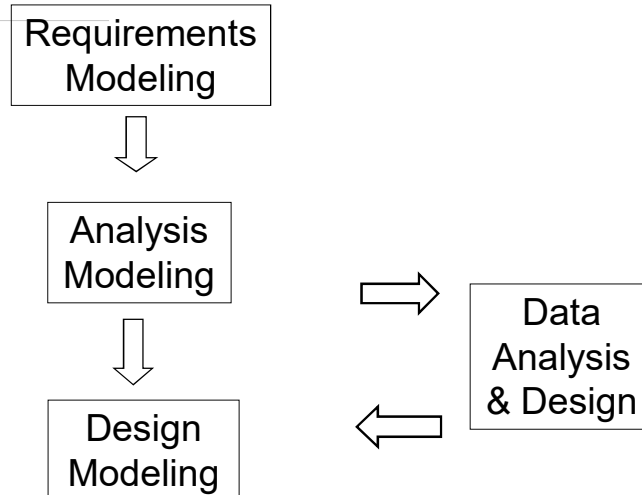 Requirements
Modeling
Analysis
Modeling
Data
Analysis
& Design
Design
Modeling